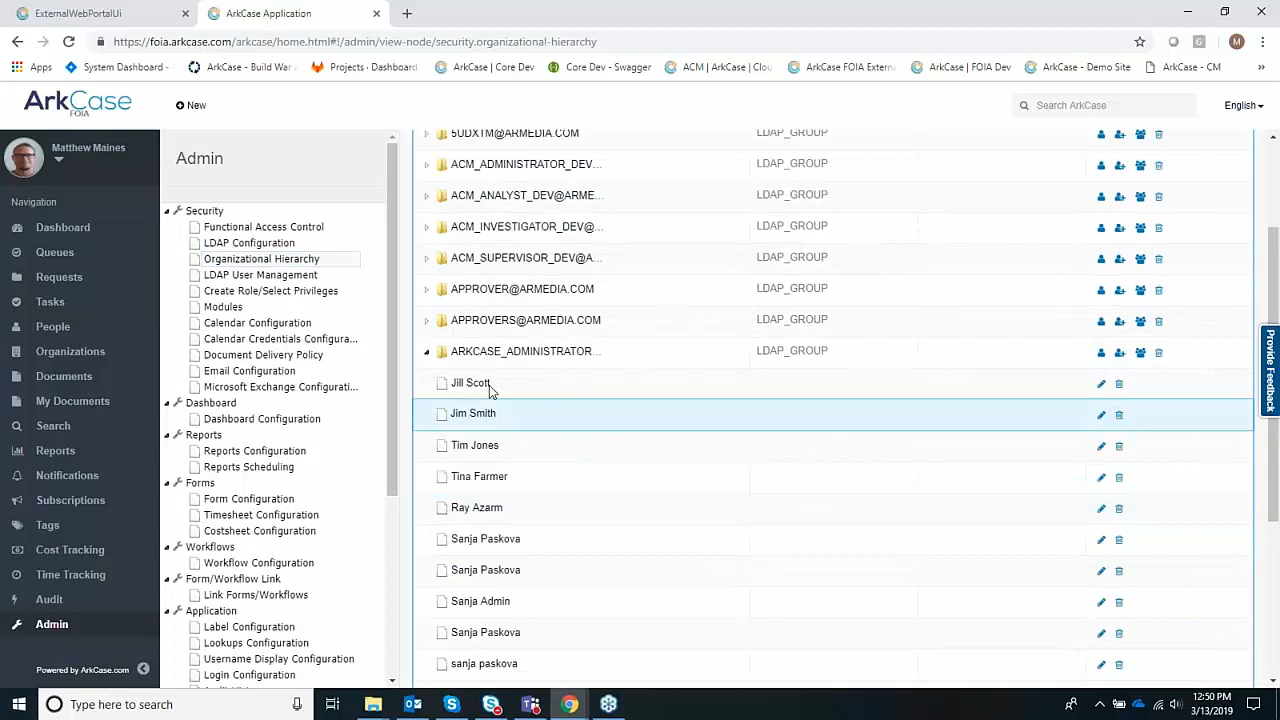 ExternalWebPortalUi
ArkCase Application
https://foia.arkcase.com/arkcase/home.html#!/admin/view-node/security.organizational-hierarchy
Apps
System Dashboard -
ArkCase - Build War
Projects · Dashboard
ArkCase | Core Dev
Core Dev - Swagger
ACM | ArkCase | Clou
ArkCase FOIA Extern
ArkCase | FOIA Dev
ArkCase - Demo Site
ArkCase - CM
ArkCase
FOIA
New
Search ArkCase
English
Matthew Maines
Navigation
Dashboard
Queues
Requests
Tasks
People
Organizations
Documents
My Documents
Search
Reports
Notifications
Subscriptions
Tags
Cost Tracking
Time Tracking
Audit
Admin
Powered by ArkCase.com
Admin
Security
Functional Access Control
LDAP Configuration
Organizational Hierarchy
LDAP User Management
Create Role/Select Privileges
Modules
Calendar Configuration
Calendar Credentials Configura...
Document Delivery Policy
Email Configuration
Microsoft Exchange Configurati...
Dashboard
Dashboard Configuration
Reports
Reports Configuration
Reports Scheduling
Forms
Form Configuration
Timesheet Configuration
Costsheet Configuration
Workflows
Workflow Configuration
Form/Workflow Link
Link Forms/Workflows
Application
Label Configuration
Lookups Configuration
Username Display Configuration
Login Configuration
5UDXTM@ARMEDIA.COM LDAP_GROUP
ACM_ADMINISTRATOR_DEV... LDAP_GROUP
ACM_ANALYST_DEV@ARME... LDAP_GROUP
ACM_INVESTIGATOR_DEV@... LDAP_GROUP
ACM_SUPERVISOR_DEV@A... LDAP_GROUP
APPROVER@ARMEDIA.COM LDAP_GROUP
APPROVERS@ARMEDIA.COM LDAP_GROUP
ARKCASE_ADMINISTRATOR... LDAP_GROUP
Jill Scott
Jim Smith
Tim Jones
Tina Farmer
Ray Azarm
Sanja Paskova
Sanja Paskova
Sanja Admin
Sanja Paskova
sanja paskova
Provide Feedback
Type here to search
12:50 PM
3/13/2019